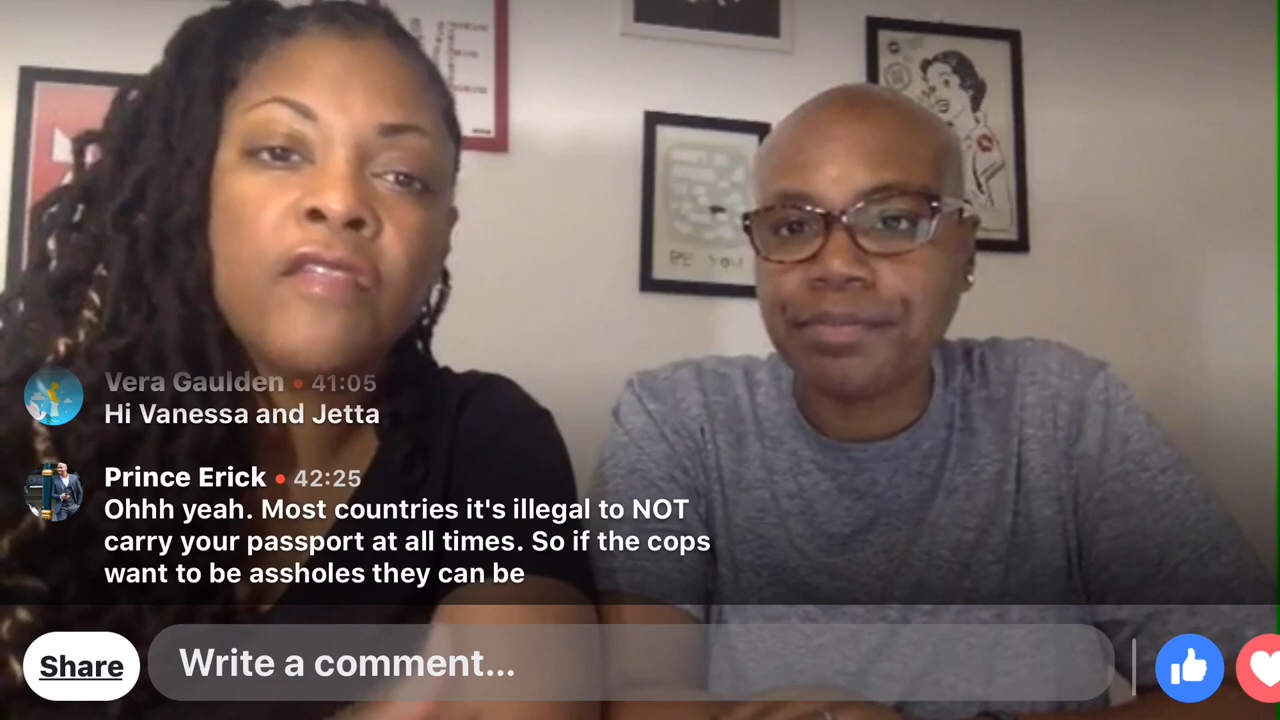 BE YOU
Vera Gaulden • 41:05
Hi Vanessa and Jetta
Prince Erick • 42:25
Ohhh yeah. Most countries it's illegal to NOT
carry your passport at all times. So if the cops
want to be assholes they can be
Share
Write a comment...